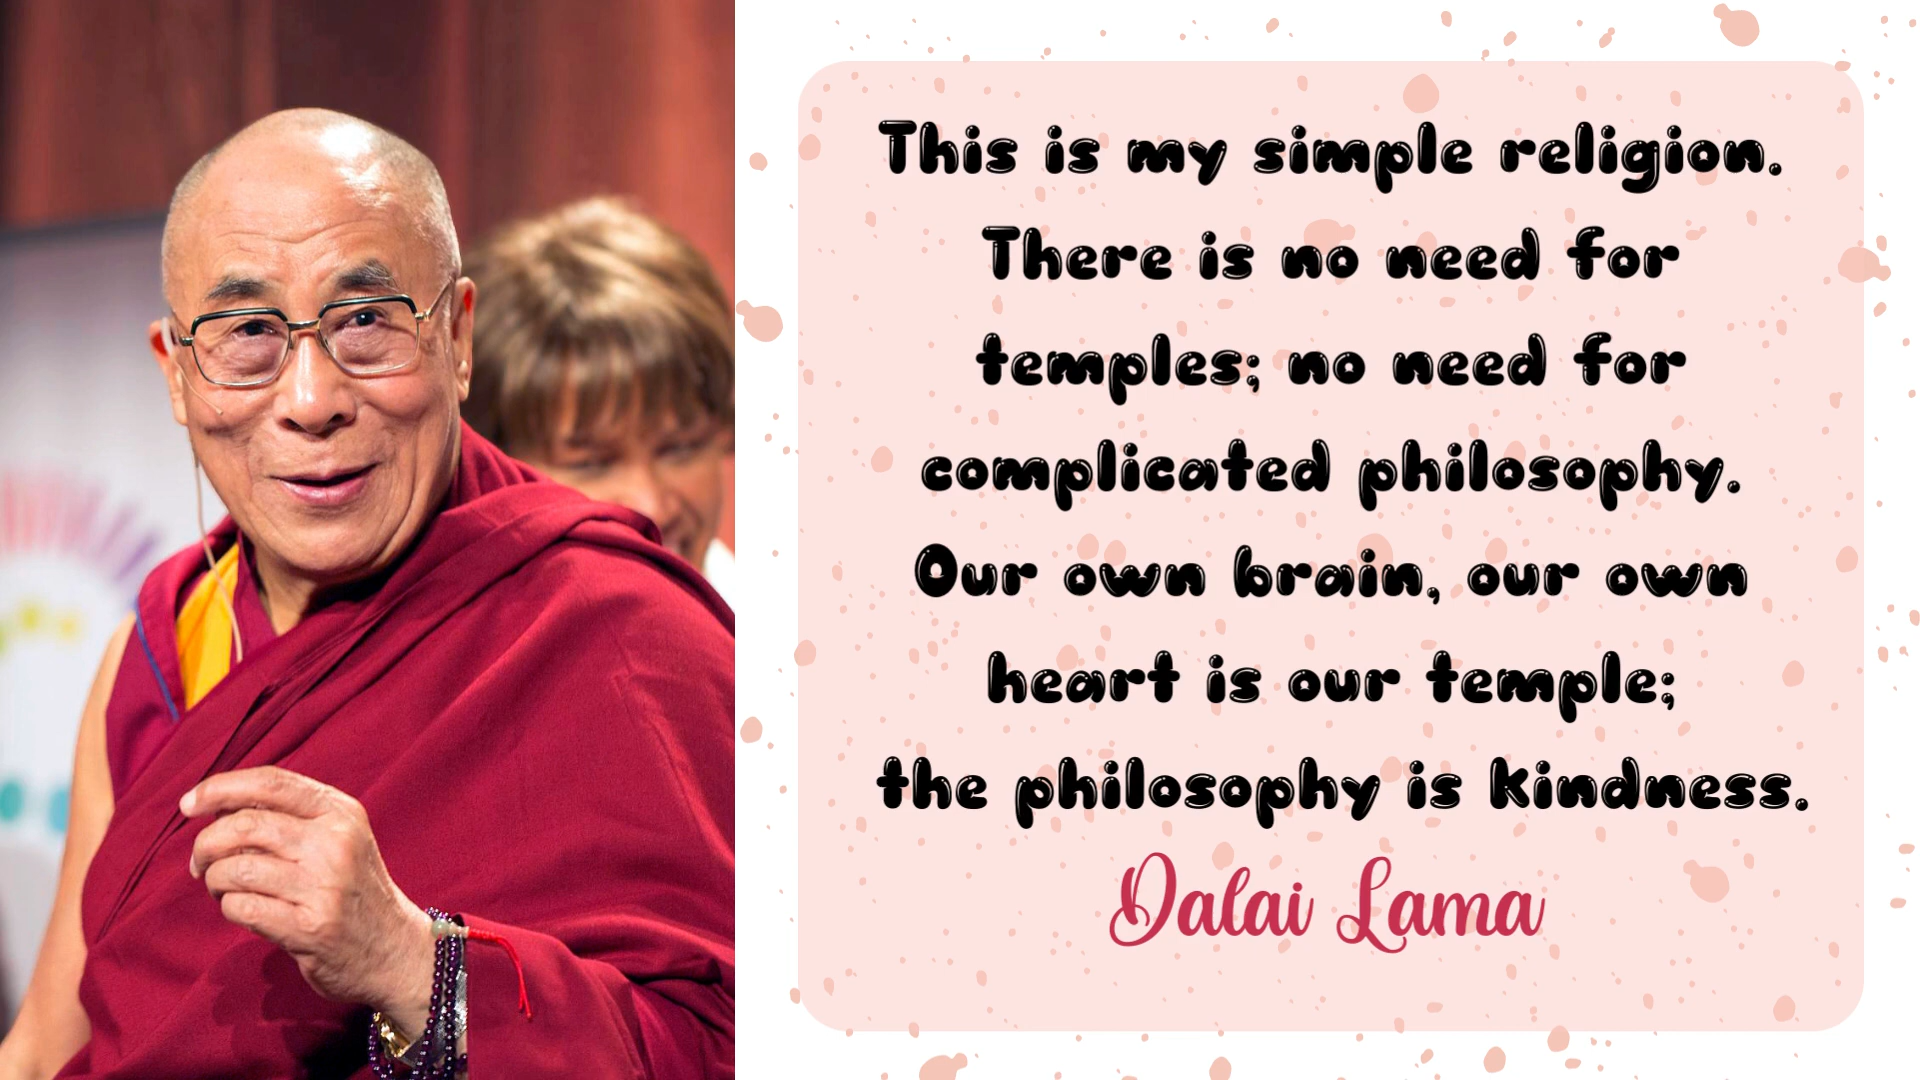 This is my simple religion.
There is no need for
temples; no need for
complicated philosophy.
Our own brain, our own
heart is our temple;
the philosophy is kindness.
Dalai Lama